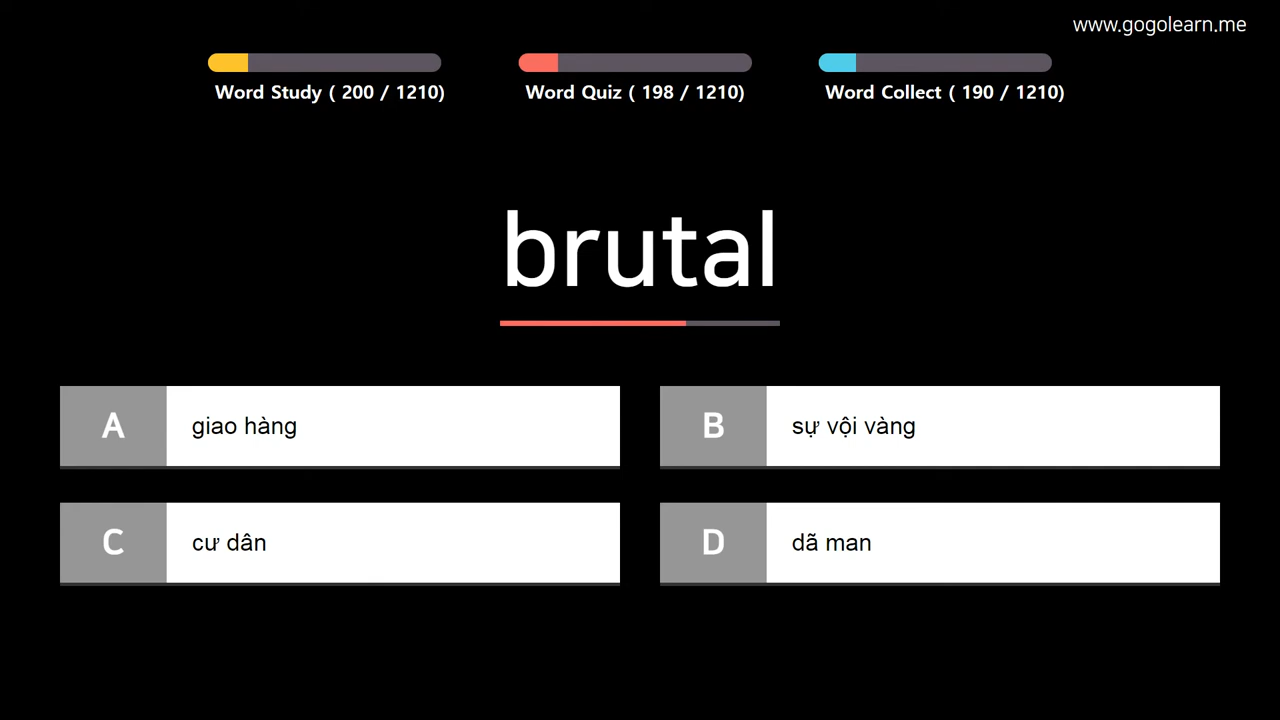 www.gogolearn.me
Word Study ( 200 / 1210)
Word Quiz ( 198 / 1210)
Word Collect ( 190 / 1210)
brutal
A giao hàng
B sự vội vàng
C cư dân
D dã man